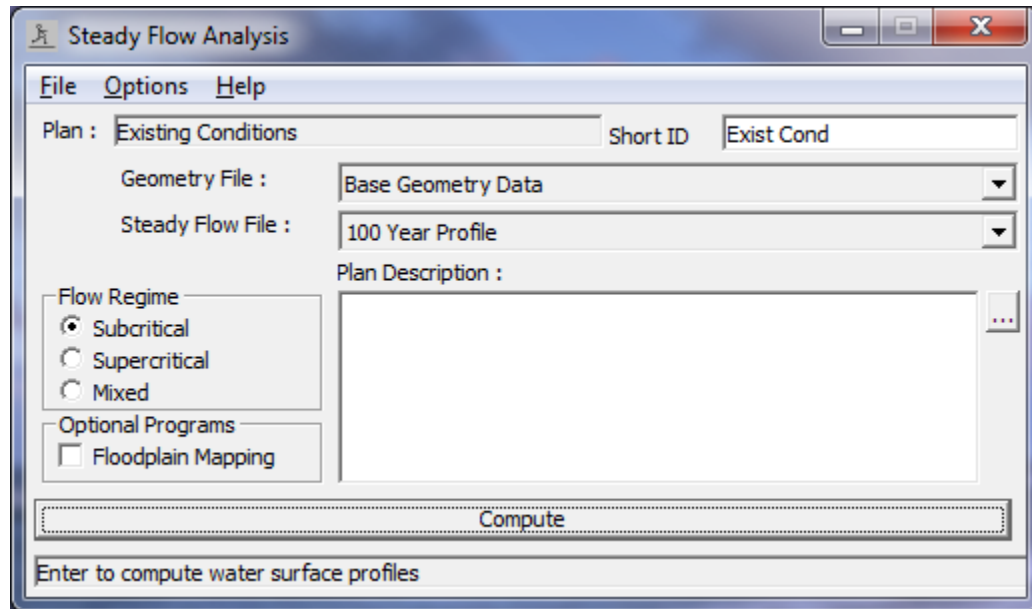 Steady Flow Analysis
File Options Help
Plan : Existing Conditions Short ID Exist Cond
Geometry File : Base Geometry Data
Steady Flow File : 100 Year Profile
Plan Description :
Flow Regime
...
Subcritical
Supercritical
Mixed
Optional Programs
Floodplain Mapping
Compute
Enter to compute water surface profiles